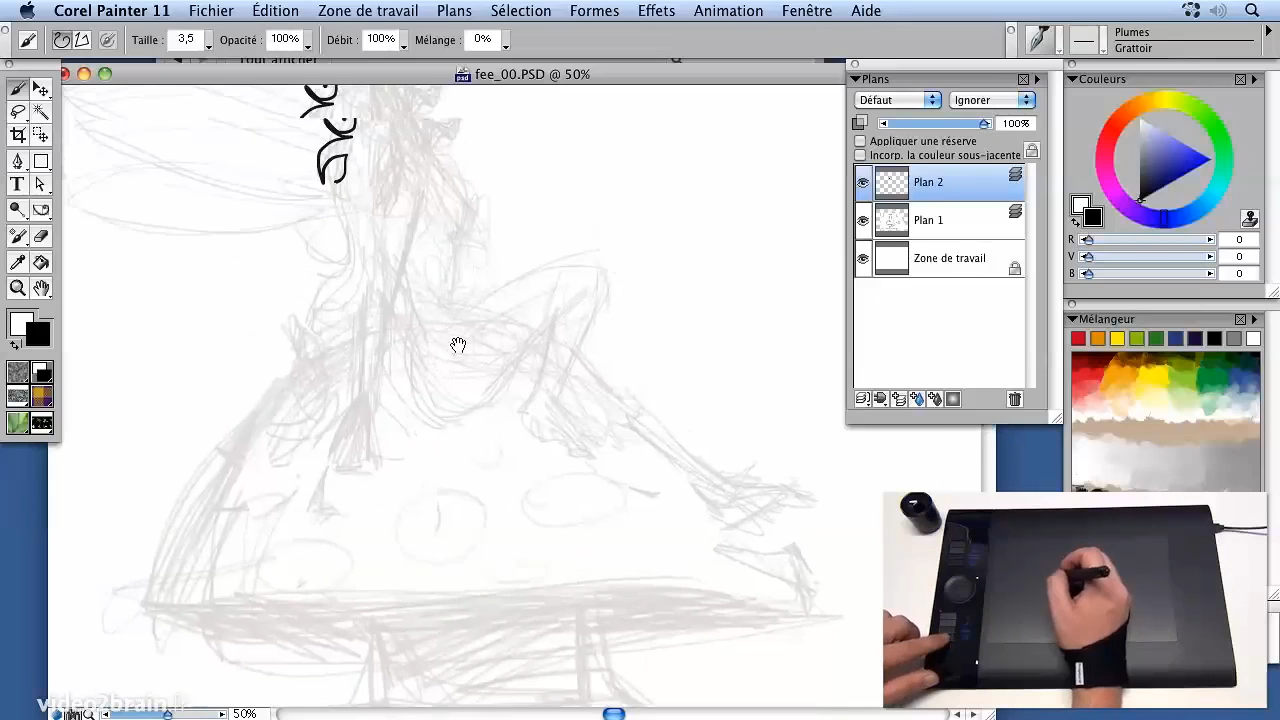 Corel Painter 11 Fichier Édition Zone de travail Plans Sélection Formes Effets Animation Fenêtre Aide
Taille : 3,5 Opacité : 100% Débit : 100% Mélange : 0%
Plumes
Grattoir
fee_00.PSD @ 50%
Plans
Défaut Ignorer
100%
Appliquer une réserve
Incorp. la couleur sous-jacente
Plan 2
Plan 1
Zone de travail
Couleurs
R 0
V 0
B 0
Mélangeur
video2brain.fr
50%